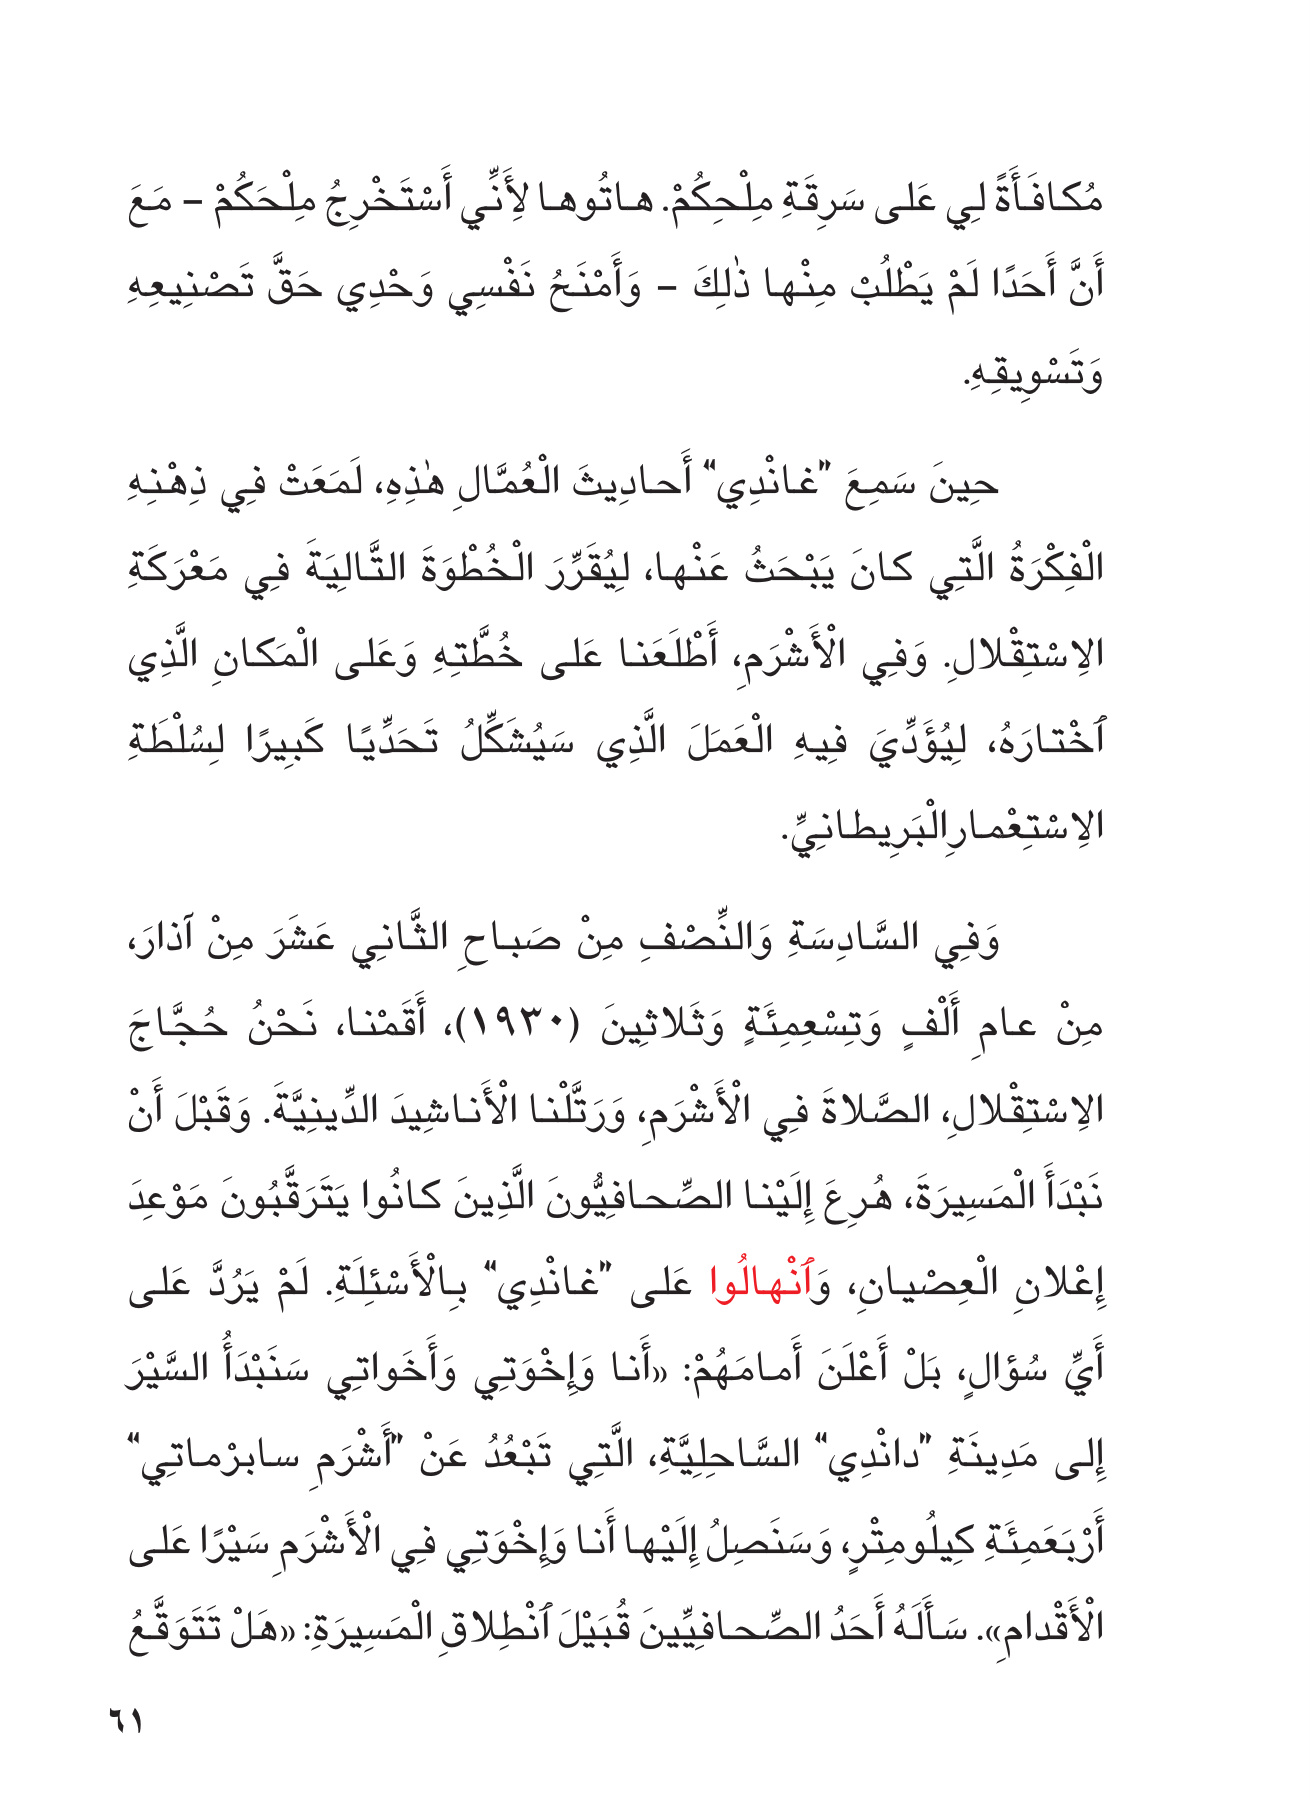 مُكافَأَةً لِي عَلى سَرِقَةِ مِلْحِكُمْ. هاتُوها لِأَنِّي أَسْتَخْرِجُ مِلْحَكُمْ – مَعَ
أَنَّ أَحَدًا لَمْ يَطْلُبْ مِنْها ذٰلِكَ – وَأَمْنَحُ نَفْسِي وَحْدِي حَقَّ تَصْنِيعِهِ
وَتَسْوِيقِهِ.
حِينَ سَمِعَ ”غانْدِي“ أَحادِيثَ الْعُمَّالِ هٰذِهِ، لَمَعَتْ فِي ذِهْنِهِ
الْفِكْرَةُ الَّتِي كانَ يَبْحَثُ عَنْها، لِيُقَرِّرَ الْخُطْوَةَ التَّالِيَةَ فِي مَعْرَكَةِ
الِاسْتِقْلالِ. وَفِي الْأَشْرَمِ، أَطْلَعَنا عَلى خُطَّتِهِ وَعَلى الْمَكانِ الَّذِي
ٱخْتارَهُ، لِيُؤَدِّيَ فِيهِ الْعَمَلَ الَّذِي سَيُشَكِّلُ تَحَدِّيًا كَبِيرًا لِسُلْطَةِ
الِاسْتِعْمارِالْبَرِيطانِيِّ.
وَفِي السَّادِسَةِ وَالنِّصْفِ مِنْ صَباحِ الثَّانِي عَشَرَ مِنْ آذارَ،
مِنْ عامِ أَلْفٍ وَتِسْعِمِئَةٍ وَثَلاثِينَ (١٩٣٠)، أَقَمْنا، نَحْنُ حُجَّاجَ
الِاسْتِقْلالِ، الصَّلاةَ فِي الْأَشْرَمِ، وَرَتَّلْنا الْأَناشِيدَ الدِّينِيَّةَ. وَقَبْلَ أَنْ
نَبْدَأَ الْمَسِيرَةَ، هُرِعَ إِلَيْنا الصِّحافِيُّونَ الَّذِينَ كانُوا يَتَرَقَّبُونَ مَوْعِدَ
إِعْلانِ الْعِصْيانِ، وَٱنْهالُوا عَلى ”غانْدِي“ بِالْأَسْئِلَةِ. لَمْ يَرُدَّ عَلى
أَيِّ سُؤالٍ، بَلْ أَعْلَنَ أَمامَهُمْ: «أَنا وَإِخْوَتِي وَأَخَواتِي سَنَبْدَأُ السَّيْرَ
إِلى مَدِينَةِ ”دانْدِي“ السَّاحِلِيَّةِ، الَّتِي تَبْعُدُ عَنْ ”أَشْرَمِ سابرْماتِي“
أَرْبَعَمِئَةِ كِيلُومِتْرٍ، وَسَنَصِلُ إِلَيْها أَنا وَإِخْوَتِي فِي الْأَشْرَمِ سَيْرًا عَلى
الْأَقْدامِ». سَأَلَهُ أَحَدُ الصِّحافِيِّينَ قُبَيْلَ ٱنْطِلاقِ الْمَسِيرَةِ: «هَلْ تَتَوَقَّعُ
٦١